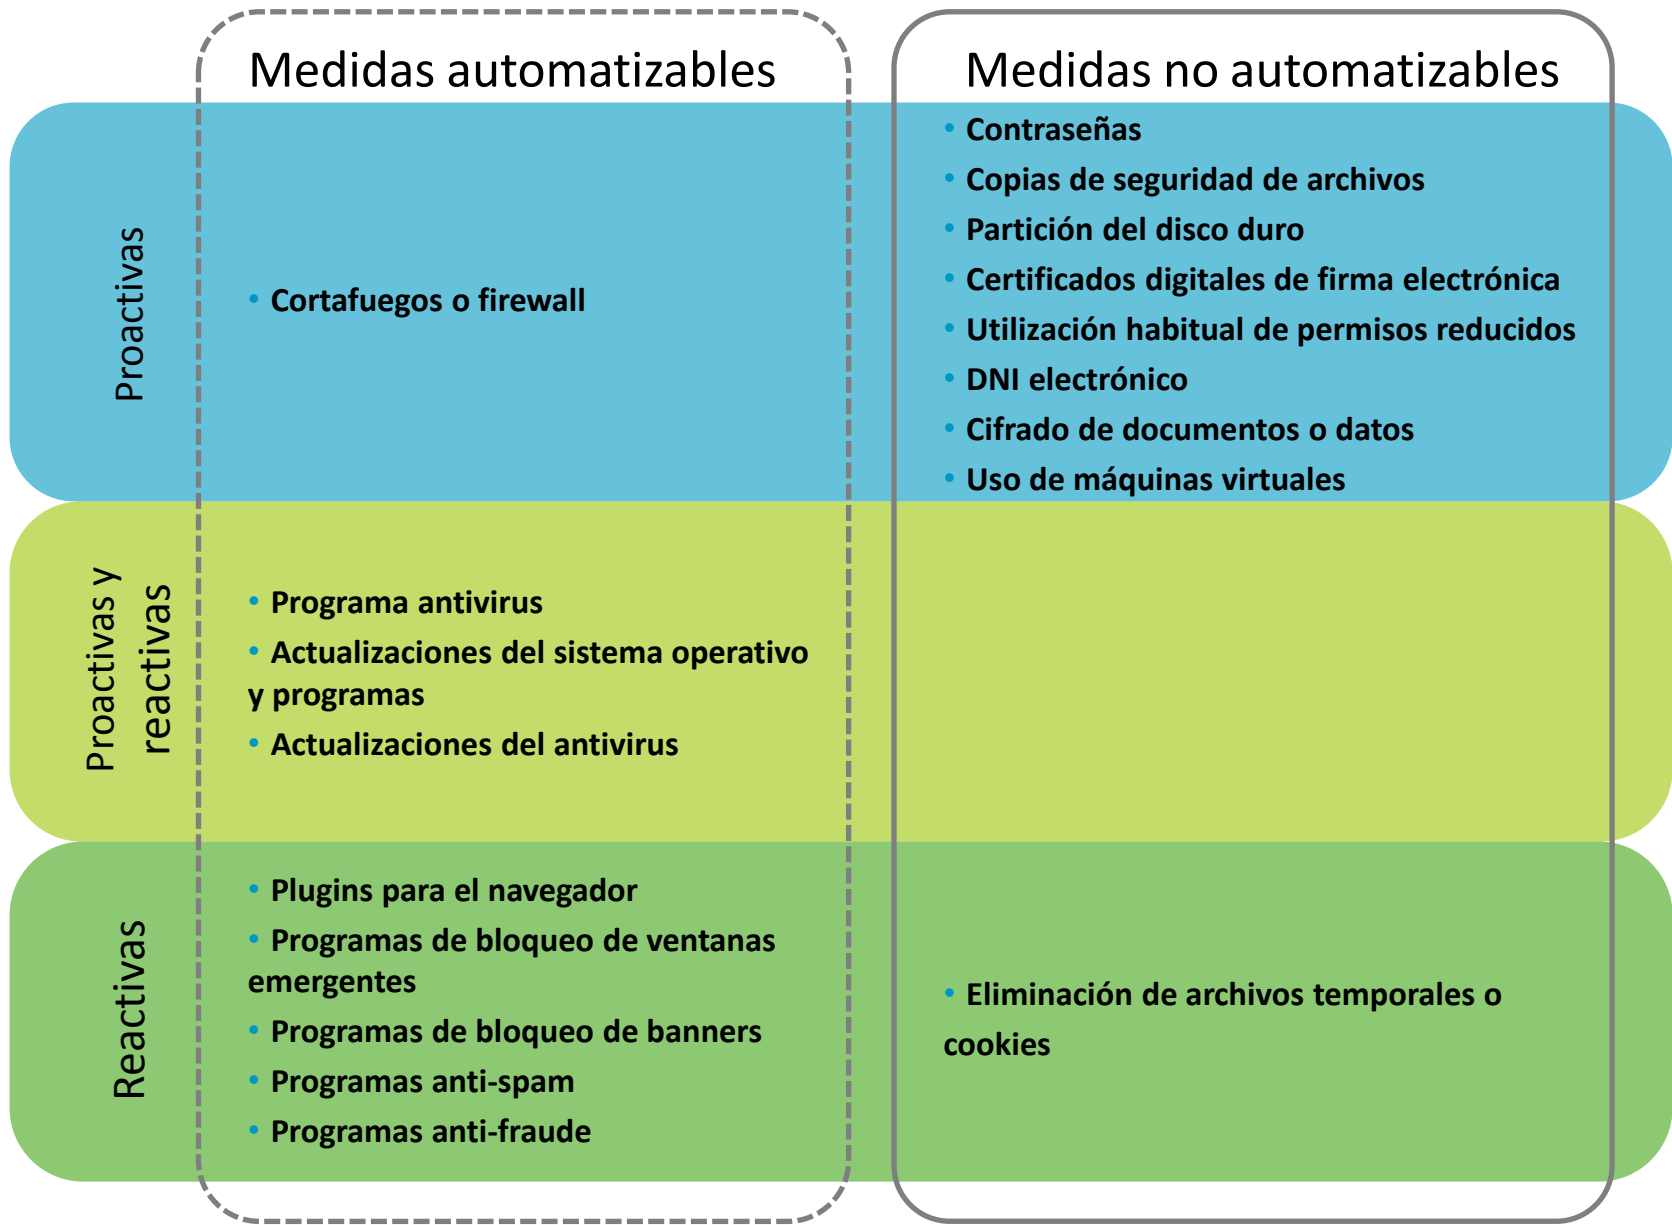 Medidas automatizables
Medidas no automatizables
Proactivas
• Cortafuegos o firewall
• Contraseñas
• Copias de seguridad de archivos
• Partición del disco duro
• Certificados digitales de firma electrónica
• Utilización habitual de permisos reducidos
• DNI electrónico
• Cifrado de documentos o datos
• Uso de máquinas virtuales
Proactivas y
reactivas
• Programa antivirus
• Actualizaciones del sistema operativo
y programas
• Actualizaciones del antivirus
Reactivas
• Plugins para el navegador
• Programas de bloqueo de ventanas
emergentes
• Programas de bloqueo de banners
• Programas anti-spam
• Programas anti-fraude
• Eliminación de archivos temporales o
cookies